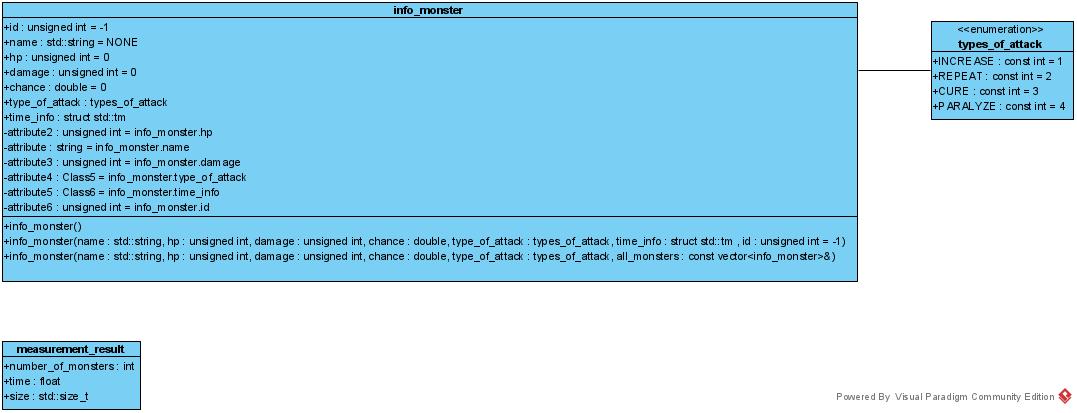 info_monster
+id : unsigned int = -1
+name : std::string = NONE
+hp : unsigned int = 0
+damage : unsigned int = 0
+chance : double = 0
+type_of_attack : types_of_attack
+time_info : struct std::tm
-attribute2 : unsigned int = info_monster.hp
-attribute : string = info_monster.name
-attribute3 : unsigned int = info_monster.damage
-attribute4 : Class5 = info_monster.type_of_attack
-attribute5 : Class6 = info_monster.time_info
-attribute6 : unsigned int = info_monster.id
+info_monster()
+info_monster(name : std::string, hp : unsigned int, damage : unsigned int, chance : double, type_of_attack : types_of_attack, time_info : struct std::tm , id : unsigned int = -1)
+info_monster(name : std::string, hp : unsigned int, damage : unsigned int, chance : double, type_of_attack : types_of_attack, all_monsters : const vector<info_monster>&)
<<enumeration>>
types_of_attack
+INCREASE : const int = 1
+REPEAT : const int = 2
+CURE : const int = 3
+PARALYZE : const int = 4
measurement_result
+number_of_monsters : int
+time : float
+size : std::size_t
Powered By Visual Paradigm Community Edition